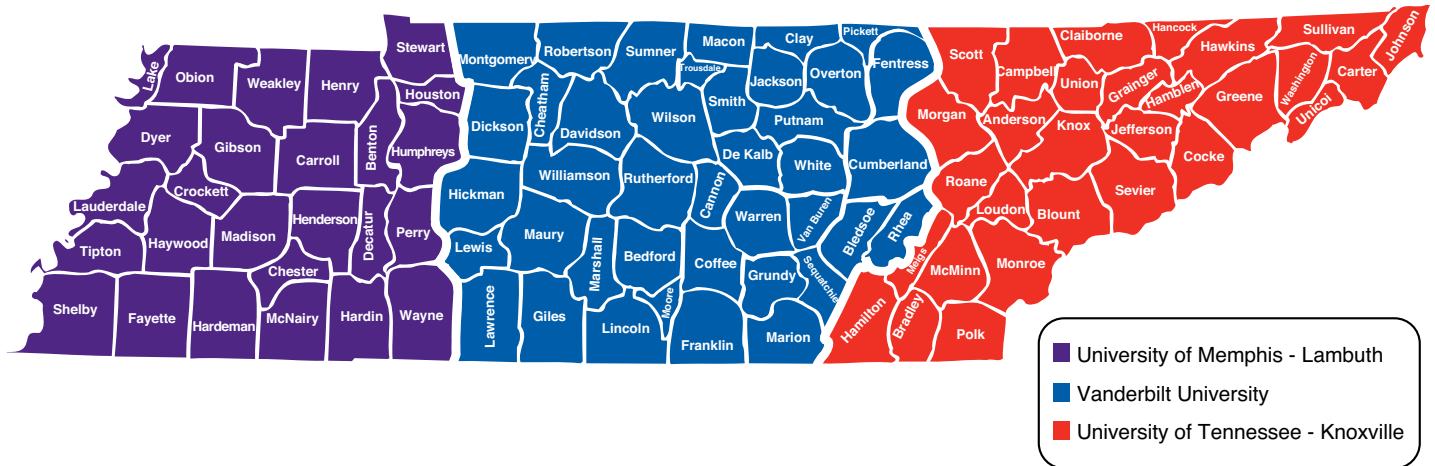 Stewart
Lake
Obion
Weakley
Henry
Houston
Dyer
Gibson
Carroll
Benton
Humphreys
Crockett
Lauderdale
Haywood
Madison
Henderson
Decatur
Perry
Tipton
Chester
Shelby
Fayette
Hardeman
McNairy
Hardin
Wayne
Montgomery
Robertson
Sumner
Macon
Clay
Pickett
Trousdale
Jackson
Overton
Fentress
Dickson
Cheatham
Davidson
Wilson
Smith
Putnam
De Kalb
White
Cumberland
Hickman
Williamson
Rutherford
Cannon
Warren
Van Buren
Bledsoe
Rhea
Lewis
Maury
Marshall
Bedford
Coffee
Grundy
Sequatchie
Lawrence
Giles
Lincoln
Moore
Franklin
Marion
Scott
Campbell
Claiborne
Hancock
Hawkins
Sullivan
Johnson
Union
Grainger
Hamblen
Greene
Washington
Carter
Unicoi
Morgan
Anderson
Knox
Jefferson
Cocke
Roane
Loudon
Blount
Sevier
Meigs
McMinn
Monroe
Hamilton
Bradley
Polk
University of Memphis - Lambuth
Vanderbilt University
University of Tennessee - Knoxville